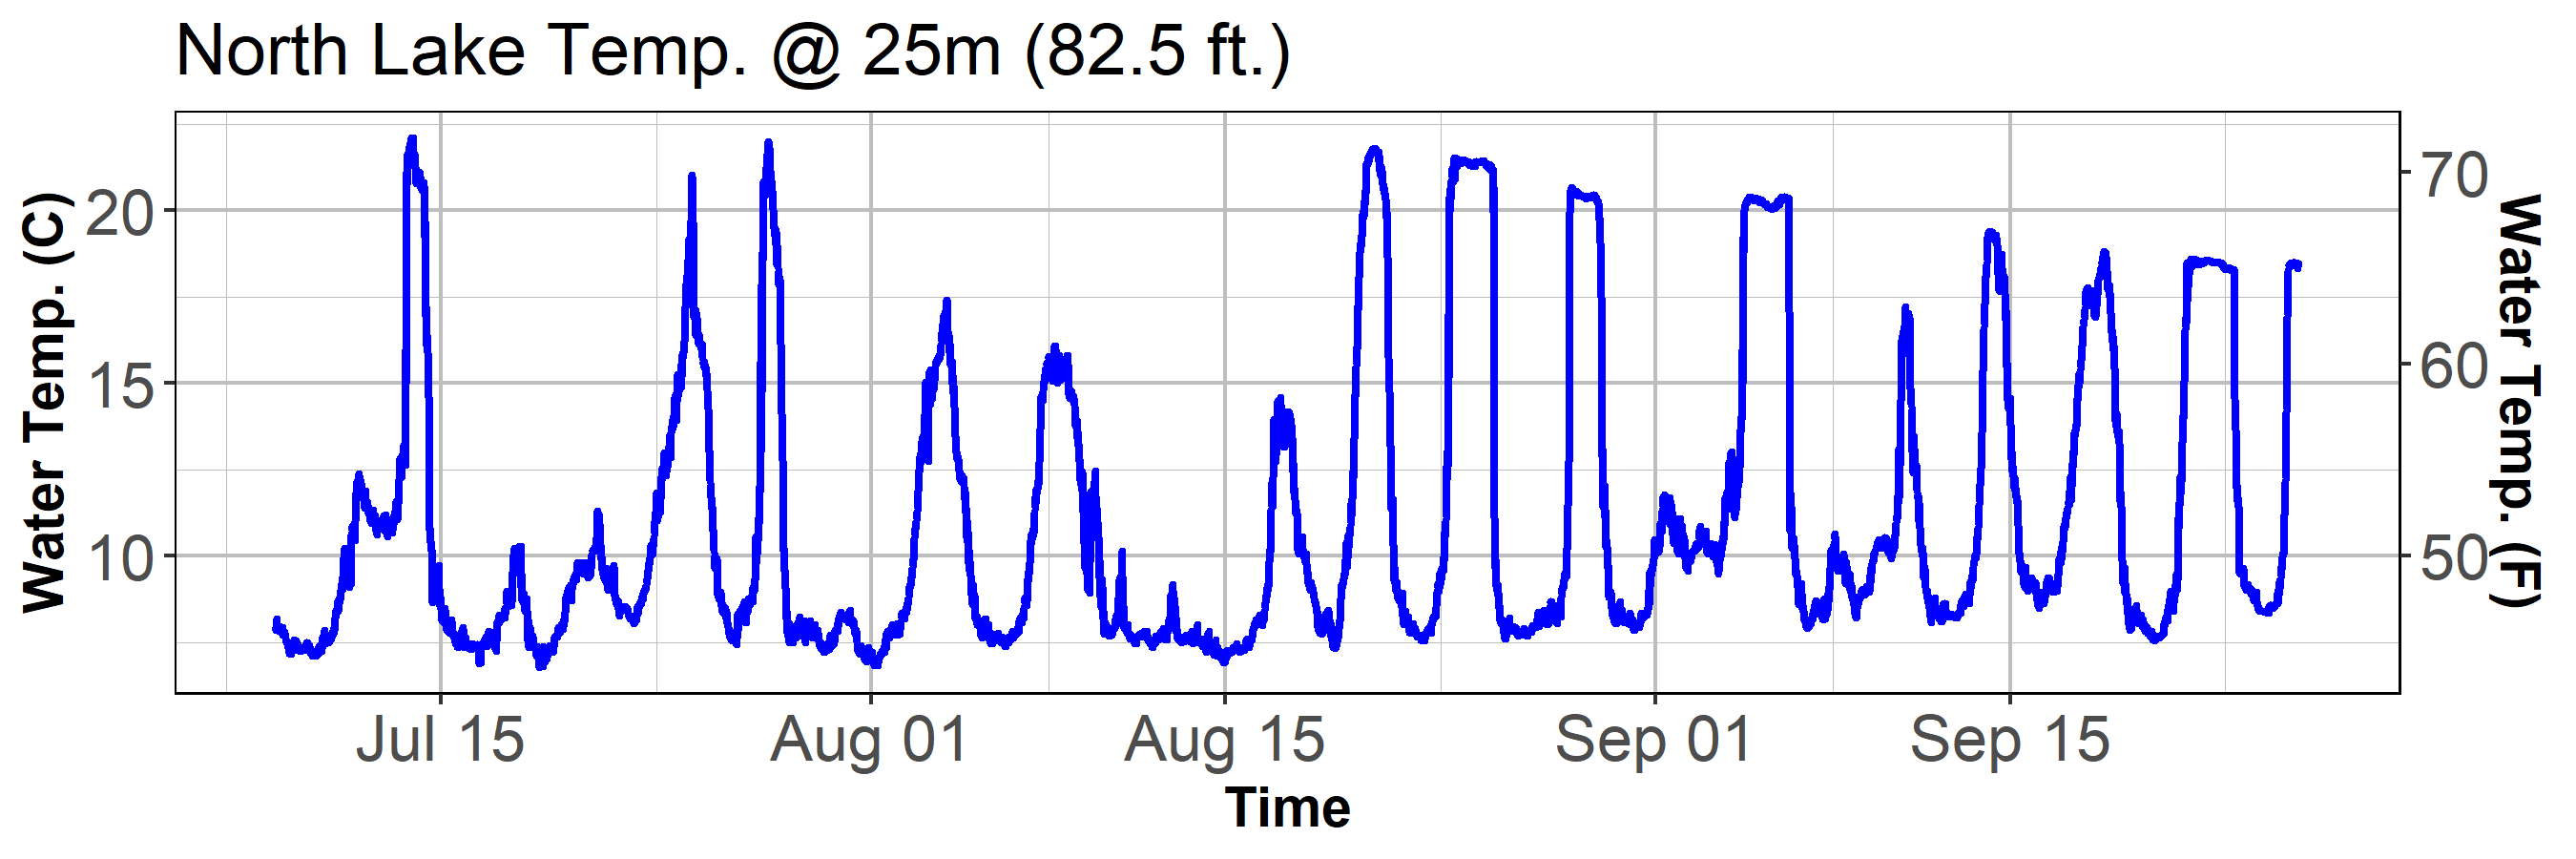 North Lake Temp. @ 25m (82.5 ft.)
Water Temp. (C)
20
15
10
70
60
50
Water Temp. (F)
Jul 15
Aug 01
Aug 15
Sep 01
Sep 15
Time